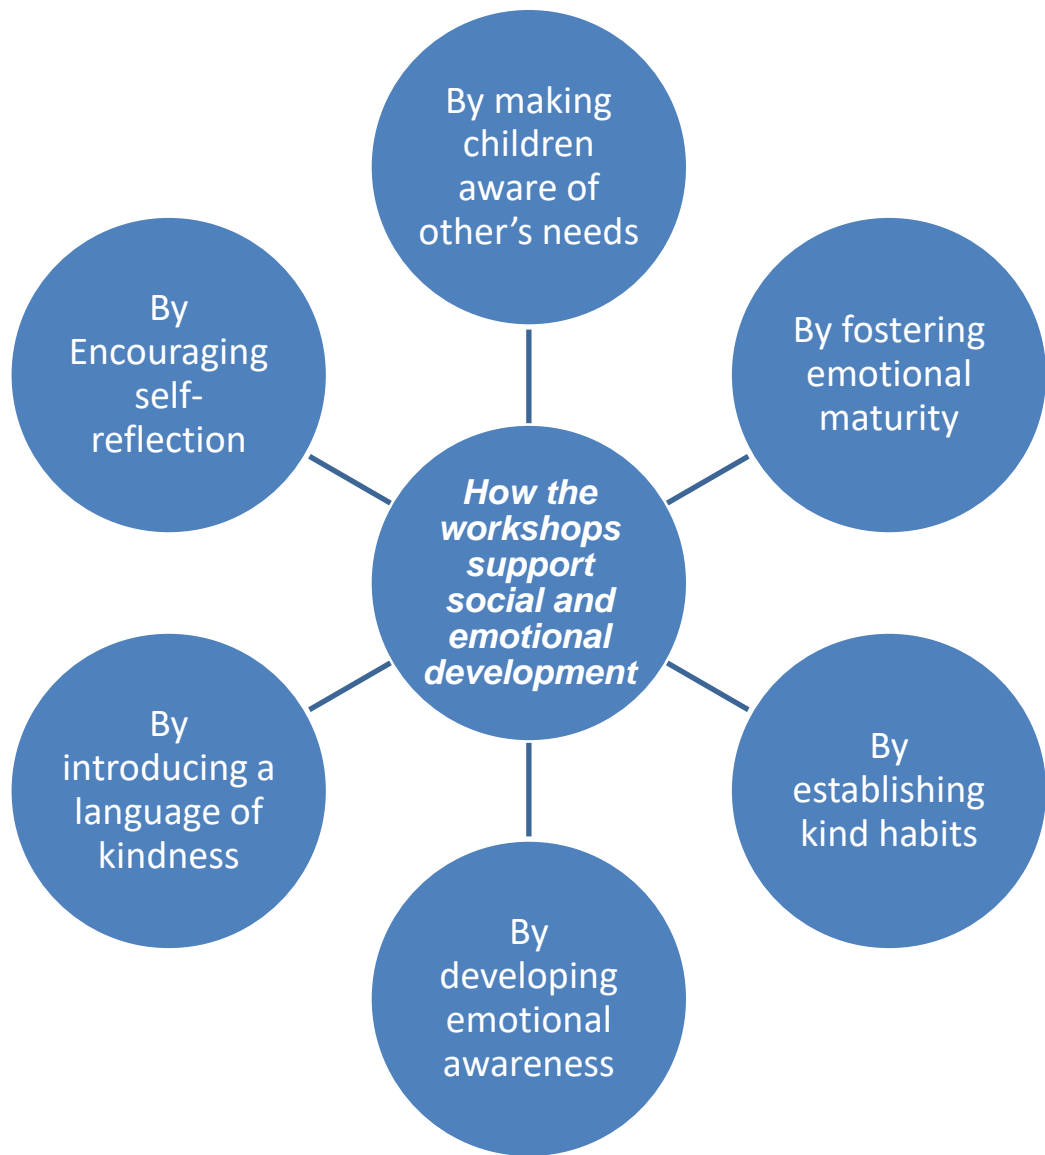 By making
children
aware of
other’s needs
By fostering
emotional
maturity
By
establishing
kind habits
By
developing
emotional
awareness
By
introducing a
language of
kindness
By
Encouraging
self-
reflection
How the
workshops
support
social and
emotional
development